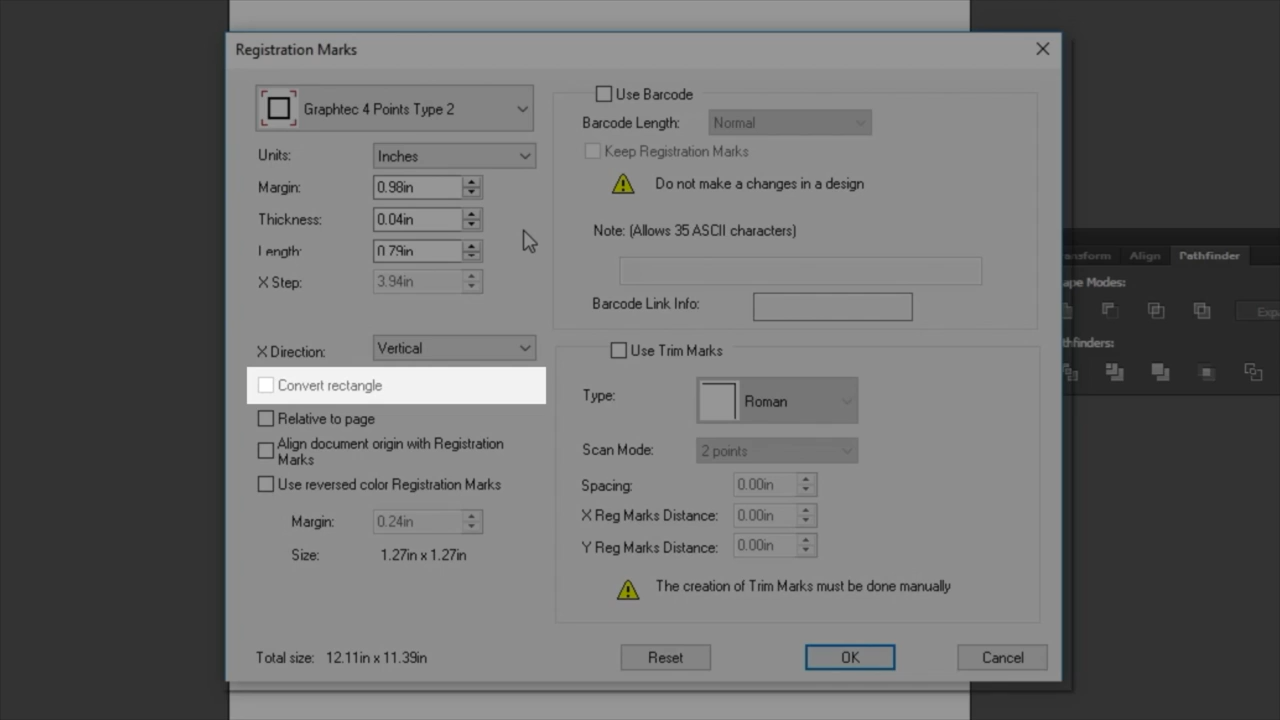 Registration Marks
Graphtec 4 Points Type 2
Units:
Inches
Margin:
0.98in
Thickness:
0.04in
Length:
0.79in
X Step:
3.94in
X Direction:
Vertical
Convert rectangle
Relative to page
Align document origin with Registration
Marks
Use reversed color Registration Marks
Margin:
0.24in
Size:
1.27in x 1.27in
Total size: 12.11in x 11.39in
Use Barcode
Barcode Length:
Normal
Keep Registration Marks
Do not make a changes in a design
Note: (Allows 35 ASCII characters)
Barcode Link Info:
Use Trim Marks
Type:
Roman
Scan Mode:
2 points
Spacing:
0.00in
X Reg Marks Distance:
0.00in
Y Reg Marks Distance:
0.00in
The creation of Trim Marks must be done manually
Reset
OK
Cancel
ansform
Align
Pathfinder
ape Modes:
Exp
thfinders: